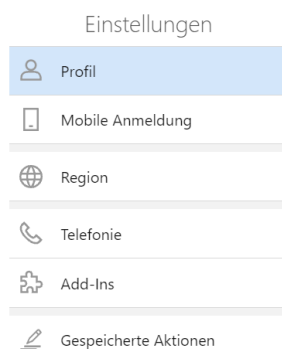 Einstellungen
Profil
Mobile Anmeldung
Region
Telefonie
Add-Ins
Gespeicherte Aktionen